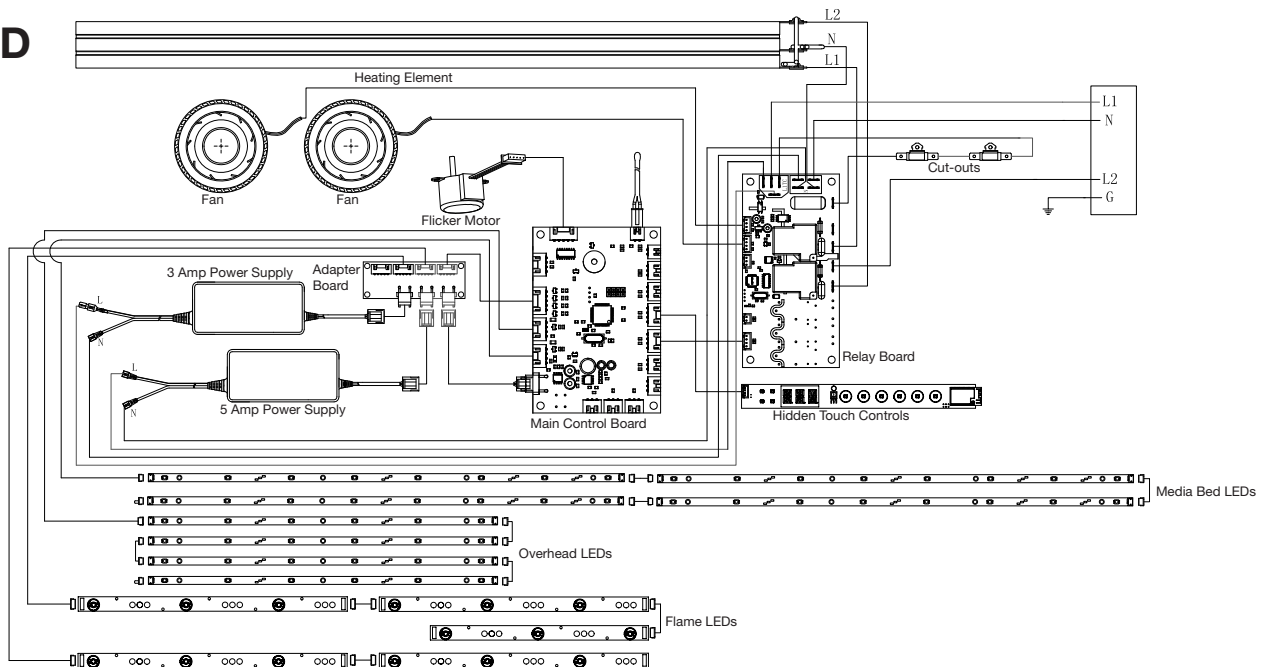 D
L2
N
L1
Heating Element
L1
N
Cut-outs
L2
G
Fan
Fan
Flicker Motor
3 Amp Power Supply
Adapter
Board
L
N
Relay Board
L
N
5 Amp Power Supply
Main Control Board
Hidden Touch Controls
Media Bed LEDs
Overhead LEDs
Flame LEDs